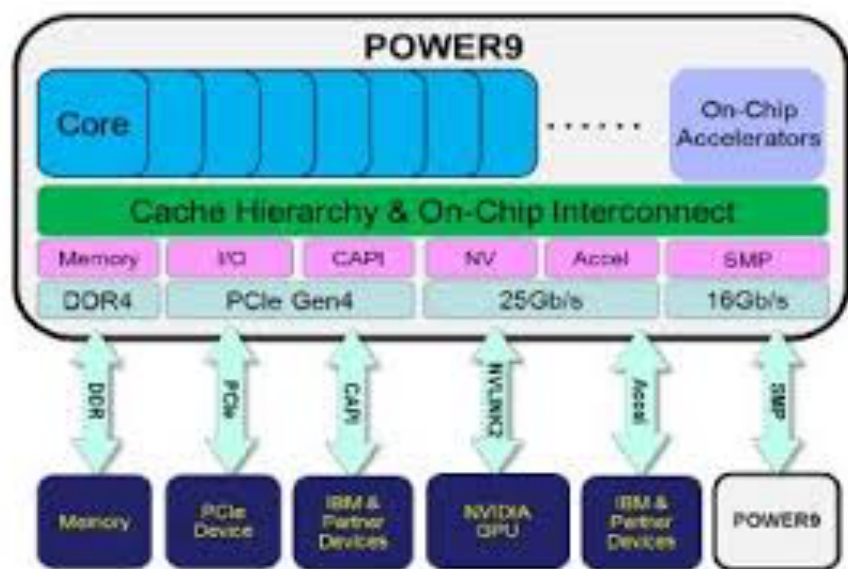 POWER9
Core
......
On-Chip
Accelerators
Cache Hierarchy & On-Chip Interconnect
Memory I/O CAPI NV Accel SMP
DDR4 PCIe Gen4 25Gb/s 16Gb/s
DDR PCIe CAPI NVLINK2 Accel SMP
Memory
PCIe
Device
IBM &
Partner
Devices
NVIDIA
GPU
IBM &
Partner
Devices
POWER9